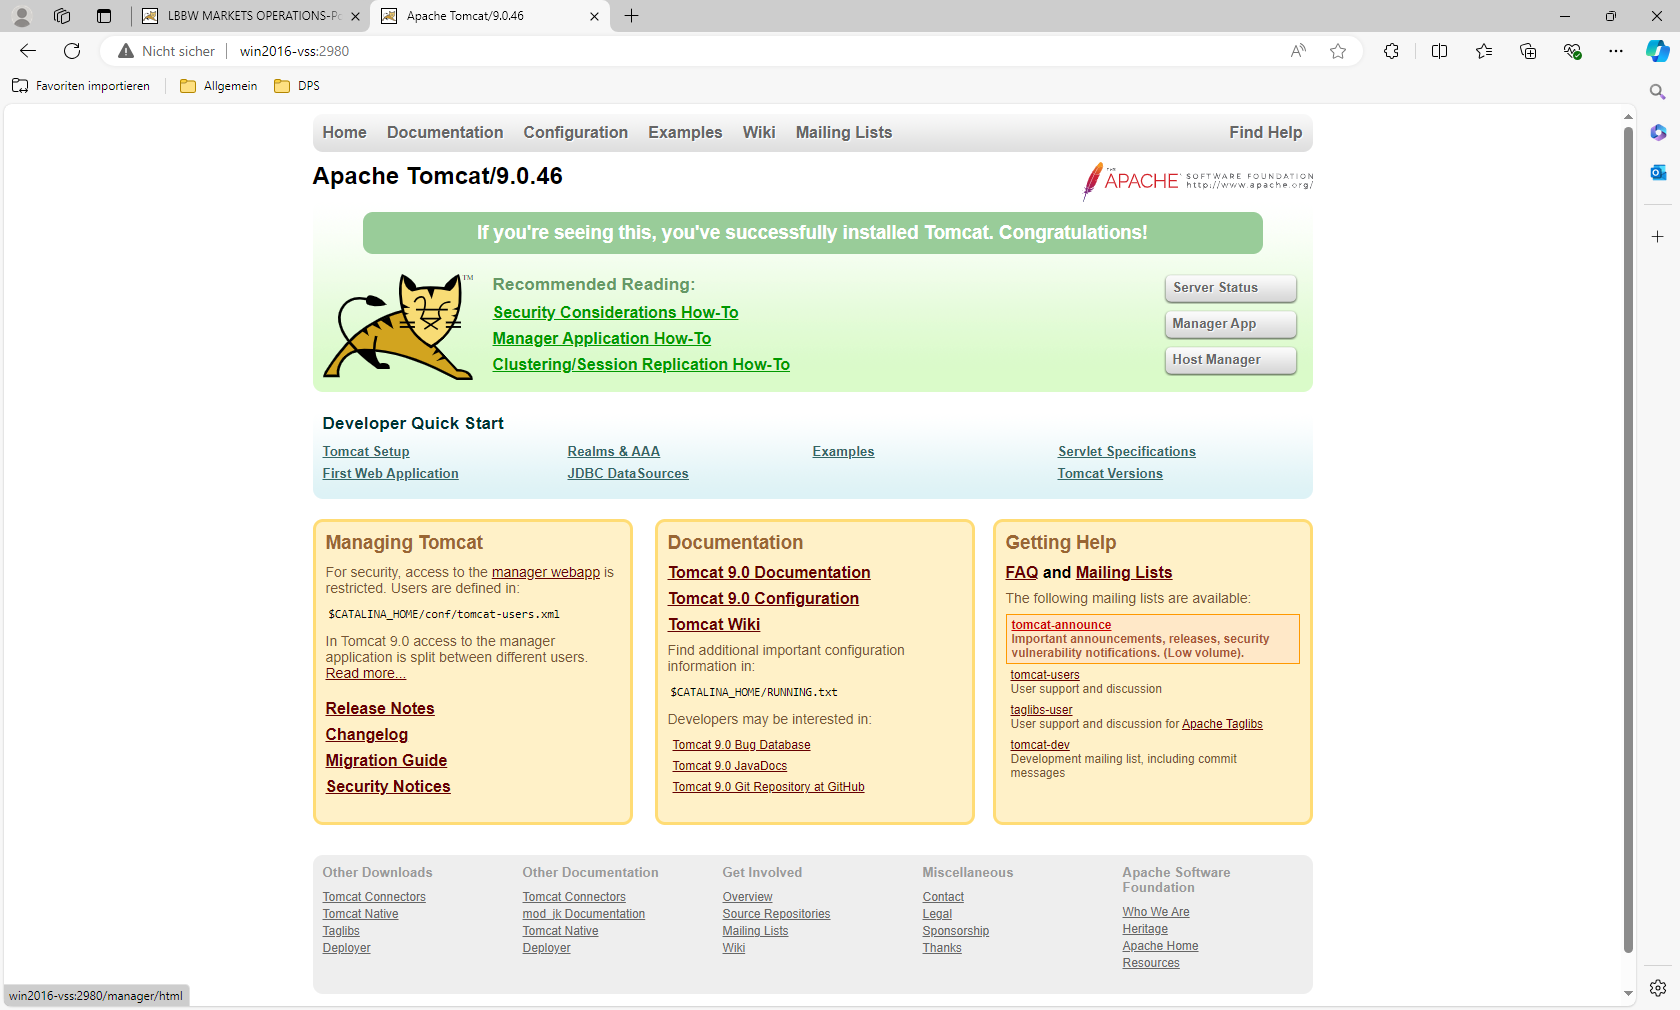 LBBW MARKETS OPERATIONS-Po
Apache Tomcat/9.0.46
Nicht sicher
win2016-vss:2980
Favoriten importieren
Allgemein
DPS
Home
Documentation
Configuration
Examples
Wiki
Mailing Lists
Find Help
Apache Tomcat/9.0.46
THE APACHE SOFTWARE FOUNDATION
http://www.apache.org/
If you're seeing this, you've successfully installed Tomcat. Congratulations!
TM
Recommended Reading:
Security Considerations How-To
Manager Application How-To
Clustering/Session Replication How-To
Server Status
Manager App
Host Manager
Developer Quick Start
Tomcat Setup
First Web Application
Realms & AAA
JDBC DataSources
Examples
Servlet Specifications
Tomcat Versions
Managing Tomcat
For security, access to the manager webapp is
restricted. Users are defined in:
$CATALINA_HOME/conf/tomcat-users.xml
In Tomcat 9.0 access to the manager
application is split between different users.
Read more...
Release Notes
Changelog
Migration Guide
Security Notices
Documentation
Tomcat 9.0 Documentation
Tomcat 9.0 Configuration
Tomcat Wiki
Find additional important configuration
information in:
$CATALINA_HOME/RUNNING.txt
Developers may be interested in:
Tomcat 9.0 Bug Database
Tomcat 9.0 JavaDocs
Tomcat 9.0 Git Repository at GitHub
Getting Help
FAQ and Mailing Lists
The following mailing lists are available:
tomcat-announce
Important announcements, releases, security
vulnerability notifications. (Low volume).
tomcat-users
User support and discussion
taglibs-user
User support and discussion for Apache Taglibs
tomcat-dev
Development mailing list, including commit
messages
Other Downloads
Tomcat Connectors
Tomcat Native
Taglibs
Deployer
Other Documentation
Tomcat Connectors
mod_jk Documentation
Tomcat Native
Deployer
Get Involved
Overview
Source Repositories
Mailing Lists
Wiki
Miscellaneous
Contact
Legal
Sponsorship
Thanks
Apache Software
Foundation
Who We Are
Heritage
Apache Home
Resources
win2016-vss:2980/manager/html